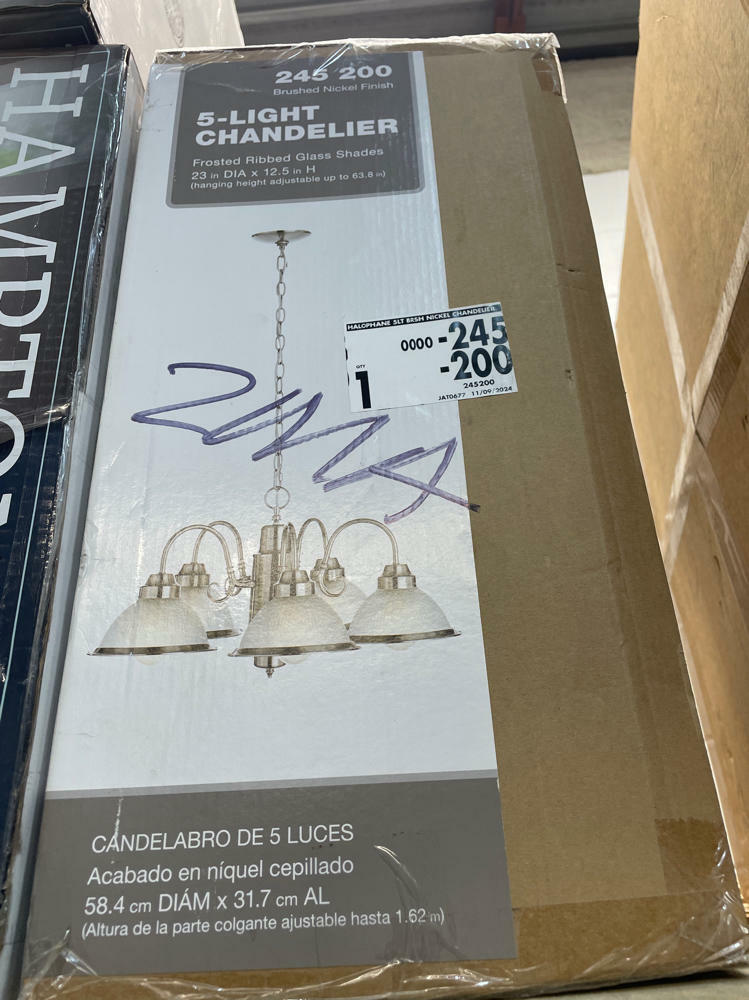 245 200
Brushed Nickel Finish
5-LIGHT
CHANDELIER
Frosted Ribbed Glass Shades
23 in DIA x 12.5 in H
(hanging height adjustable up to 63.8 in)
HALOPHANE 5LT BRSH NICKEL CHANDELIER
0000 -245
-200
QTY
1
245200
JAT0677 11/09/2024
CANDELABRO DE 5 LUCES
Acabado en níquel cepillado
58.4 cm DIÁM x 31.7 cm AL
(Altura de la parte colgante ajustable hasta 1.62 m)
HAMPTO